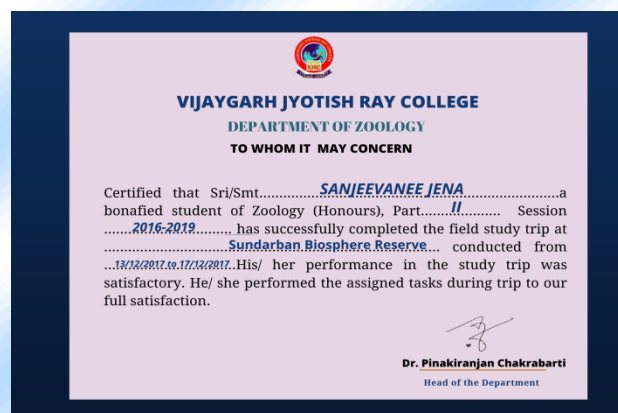 VIJAYGARH JYOTISH RAY COLLEGE
DEPARTMENT OF ZOOLOGY
TO WHOM IT MAY CONCERN
Certified that Sri/Smt..................SANJEEVANEE JENA..........................a
bonafied student of Zoology (Honours), Part........II........... Session
.......2016-2019......... has successfully completed the field study trip at
................................Sundarban Biosphere Reserve... conducted from
...13/12/2017 to 17/12/2017..His/ her performance in the study trip was
satisfactory. He/ she performed the assigned tasks during trip to our
full satisfaction.
Dr. Pinakiranjan Chakrabarti
Head of the Department